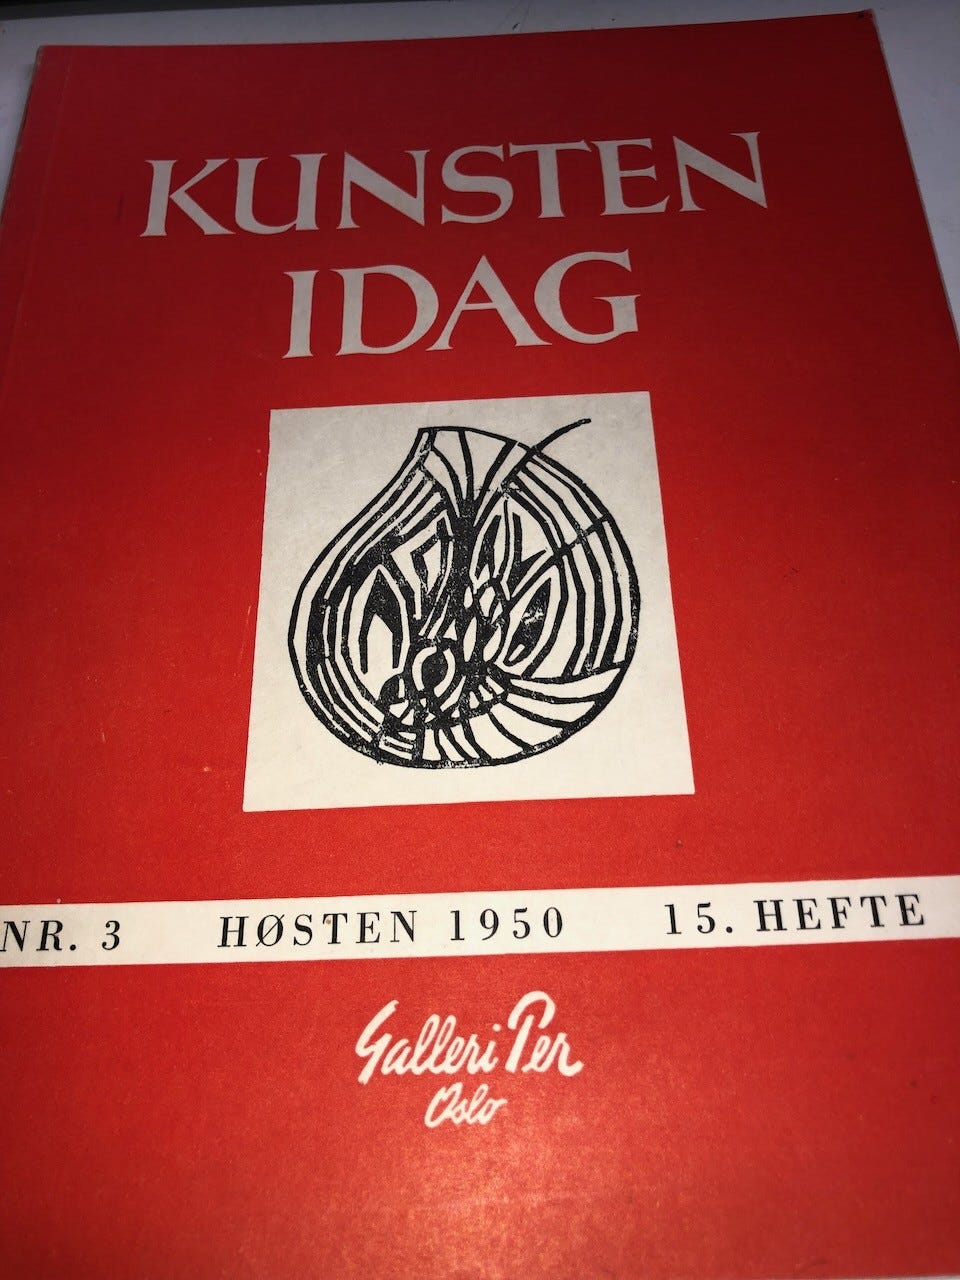 KUNSTEN
IDAG
NR. 3 HØSTEN 1950 15. HEFTE
Galleri Per
Oslo